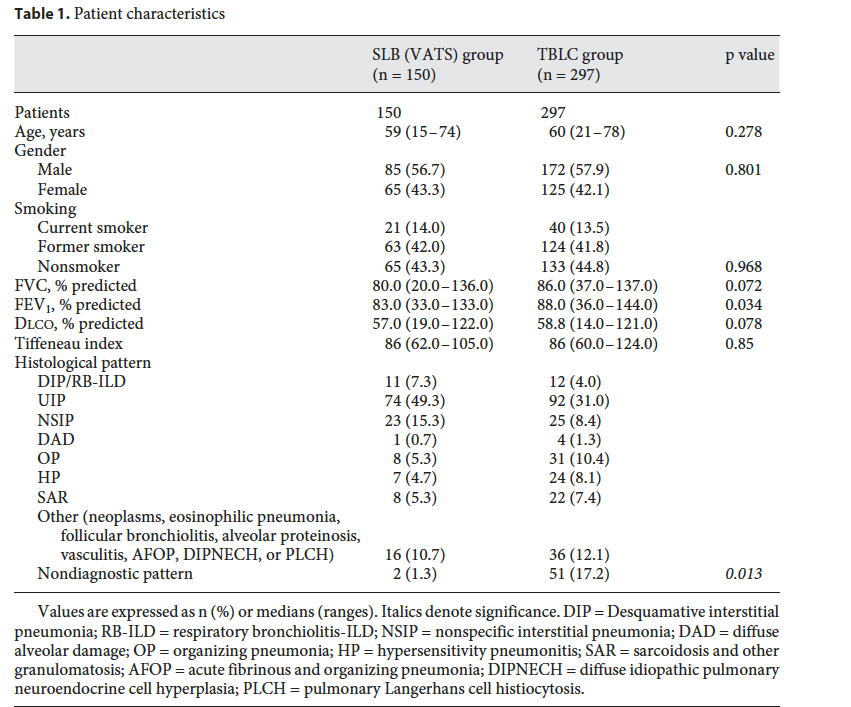 Table 1. Patient characteristics
SLB (VATS) group TBLC group p value
(n = 150) (n = 297)
Patients 150 297
Age, years 59 (15–74) 60 (21–78) 0.278
Gender
Male 85 (56.7) 172 (57.9) 0.801
Female 65 (43.3) 125 (42.1)
Smoking
Current smoker 21 (14.0) 40 (13.5)
Former smoker 63 (42.0) 124 (41.8)
Nonsmoker 65 (43.3) 133 (44.8) 0.968
FVC, % predicted 80.0 (20.0–136.0) 86.0 (37.0–137.0) 0.072
FEV₁, % predicted 83.0 (33.0–133.0) 88.0 (36.0–144.0) 0.034
DLCO, % predicted 57.0 (19.0–122.0) 58.8 (14.0–121.0) 0.078
Tiffeneau index 86 (62.0–105.0) 86 (60.0–124.0) 0.85
Histological pattern
DIP/RB-ILD 11 (7.3) 12 (4.0)
UIP 74 (49.3) 92 (31.0)
NSIP 23 (15.3) 25 (8.4)
DAD 1 (0.7) 4 (1.3)
OP 8 (5.3) 31 (10.4)
HP 7 (4.7) 24 (8.1)
SAR 8 (5.3) 22 (7.4)
Other (neoplasms, eosinophilic pneumonia,
follicular bronchiolitis, alveolar proteinosis,
vasculitis, AFOP, DIPNECH, or PLCH) 16 (10.7) 36 (12.1)
Nondiagnostic pattern 2 (1.3) 51 (17.2) 0.013
Values are expressed as n (%) or medians (ranges). Italics denote significance. DIP = Desquamative interstitial
pneumonia; RB-ILD = respiratory bronchiolitis-ILD; NSIP = nonspecific interstitial pneumonia; DAD = diffuse
alveolar damage; OP = organizing pneumonia; HP = hypersensitivity pneumonitis; SAR = sarcoidosis and other
granulomatosis; AFOP = acute fibrinous and organizing pneumonia; DIPNECH = diffuse idiopathic pulmonary
neuroendocrine cell hyperplasia; PLCH = pulmonary Langerhans cell histiocytosis.